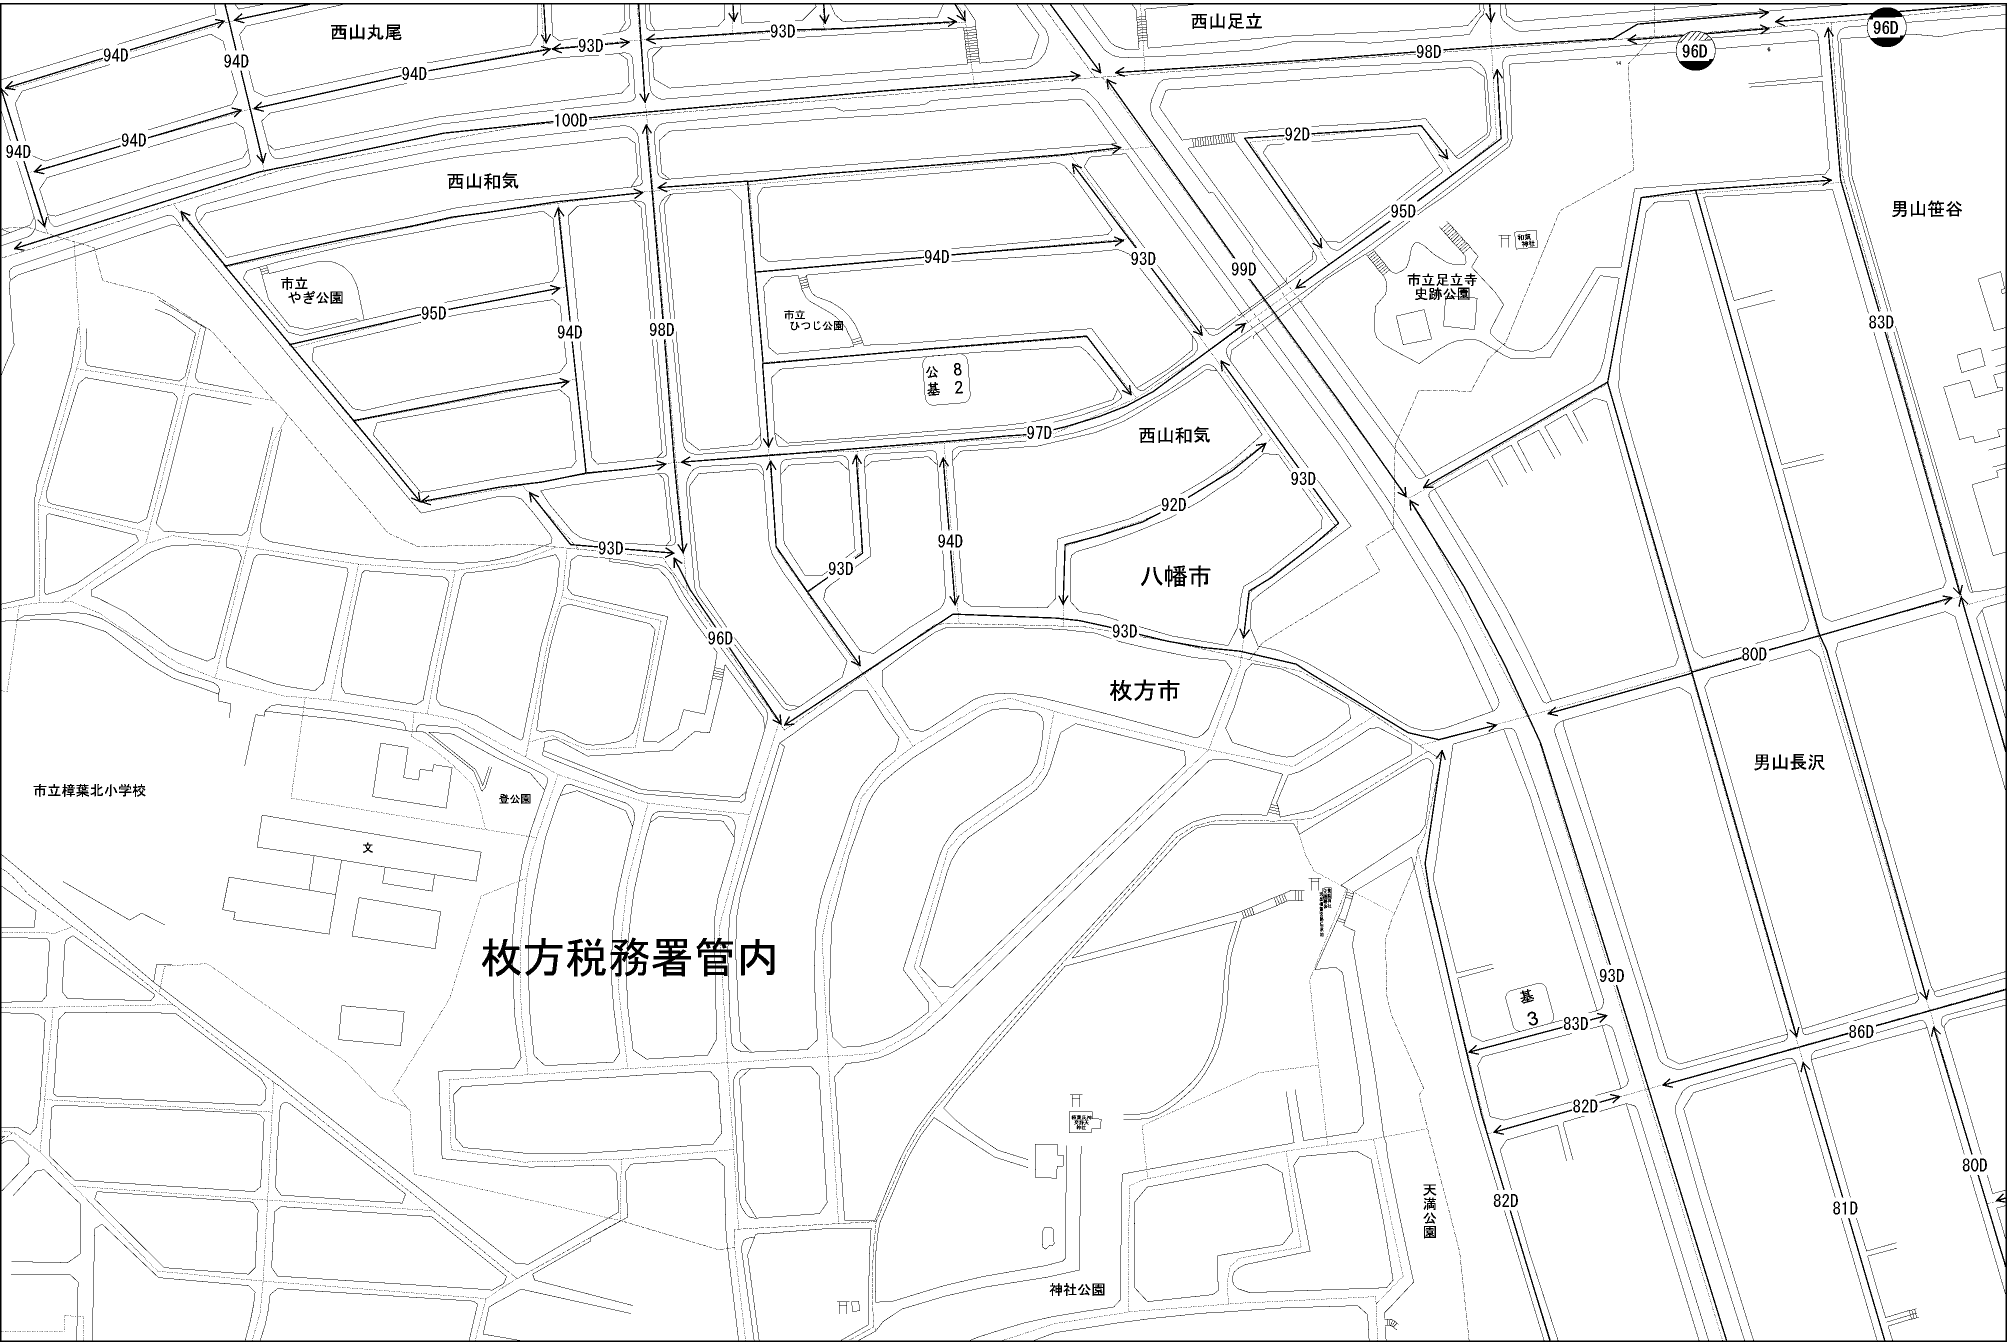 西山丸尾
93D
西山足立
96D
94D
94D
94D
93D
98D
96D
94D
94D
100D
92D
94D
西山和気
95D
男山笹谷
和氣
神社
94D
93D
99D
市立足立寺
史跡公園
市立
やぎ公園
市立
ひつじ公園
95D
94D
98D
83D
公 8
基 2
97D
西山和気
93D
92D
93D
94D
93D
八幡市
96D
93D
80D
枚方市
男山長沢
市立樟葉北小学校
登公園
文
枚方税務署管内
93D
基
3
83D
86D
82D
80D
82D
81D
天満公園
神社公園